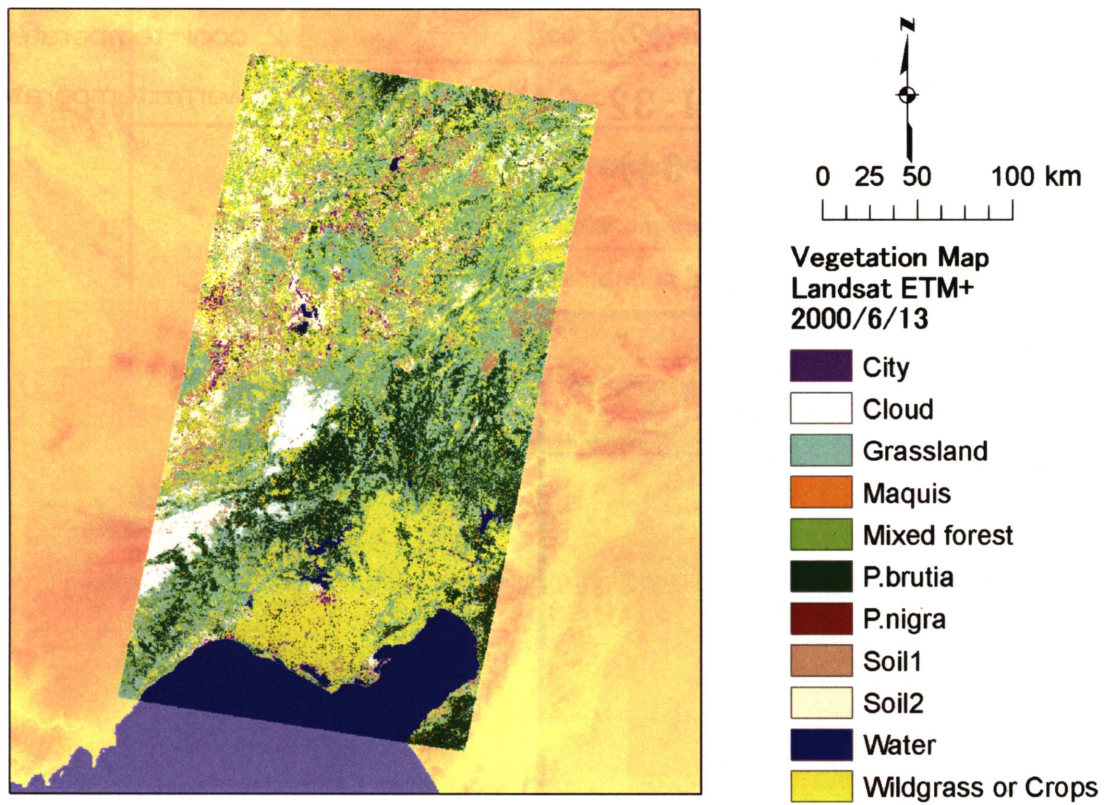 N
0 25 50 100 km
Vegetation Map
Landsat ETM+
2000/6/13
City
Cloud
Grassland
Maquis
Mixed forest
P.brutia
P.nigra
Soil1
Soil2
Water
Wildgrass or Crops